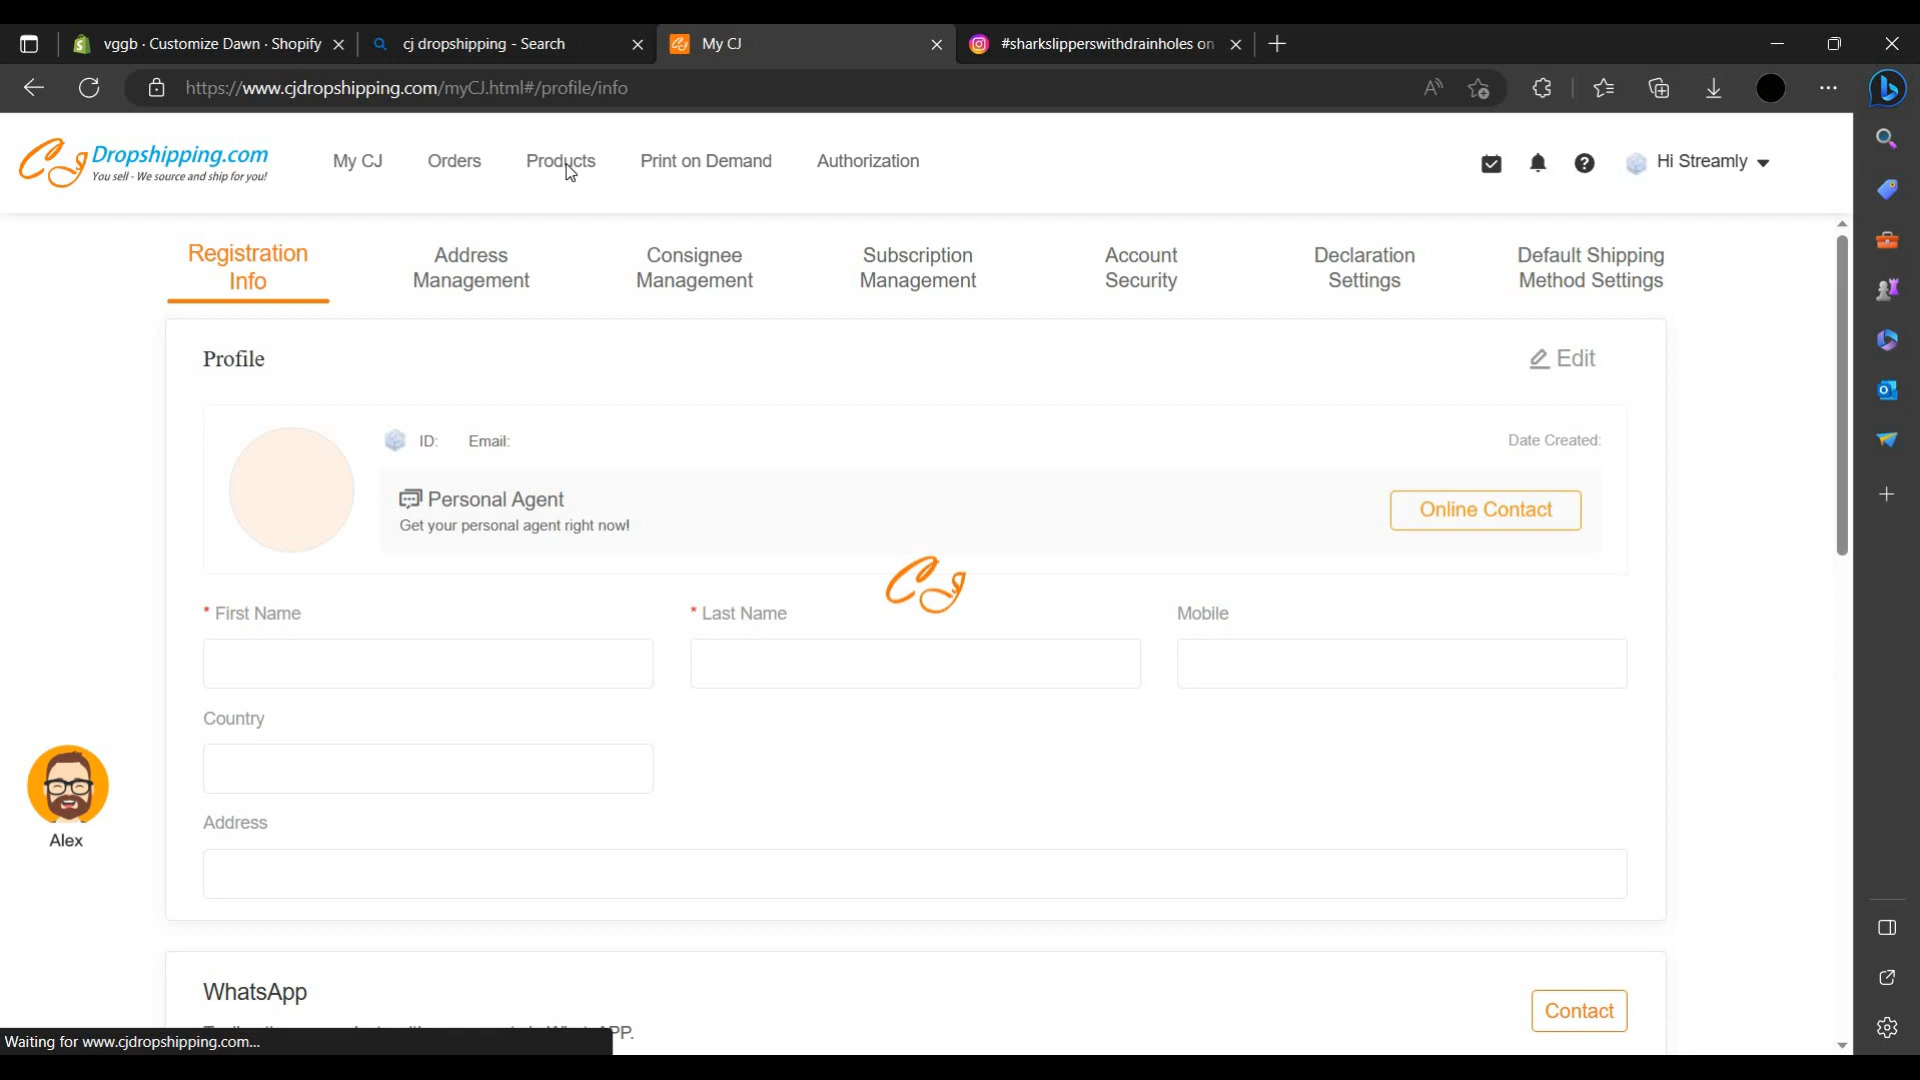 vggb · Customize Dawn · Shopify
cj dropshipping - Search
My CJ
#sharkslipperswithdrainholes on
https://www.cjdropshipping.com/myCJ.html#/profile/info
CJ Dropshipping.com
You sell - We source and ship for you!
My CJ
Orders
Products
Print on Demand
Authorization
Hi Streamly
Registration
Info
Address
Management
Consignee
Management
Subscription
Management
Account
Security
Declaration
Settings
Default Shipping
Method Settings
Profile
Edit
ID:
Email:
Date Created:
Personal Agent
Get your personal agent right now!
Online Contact
CJ
* First Name
* Last Name
Mobile
Country
Address
Alex
WhatsApp
Contact
PP.
Waiting for www.cjdropshipping.com...